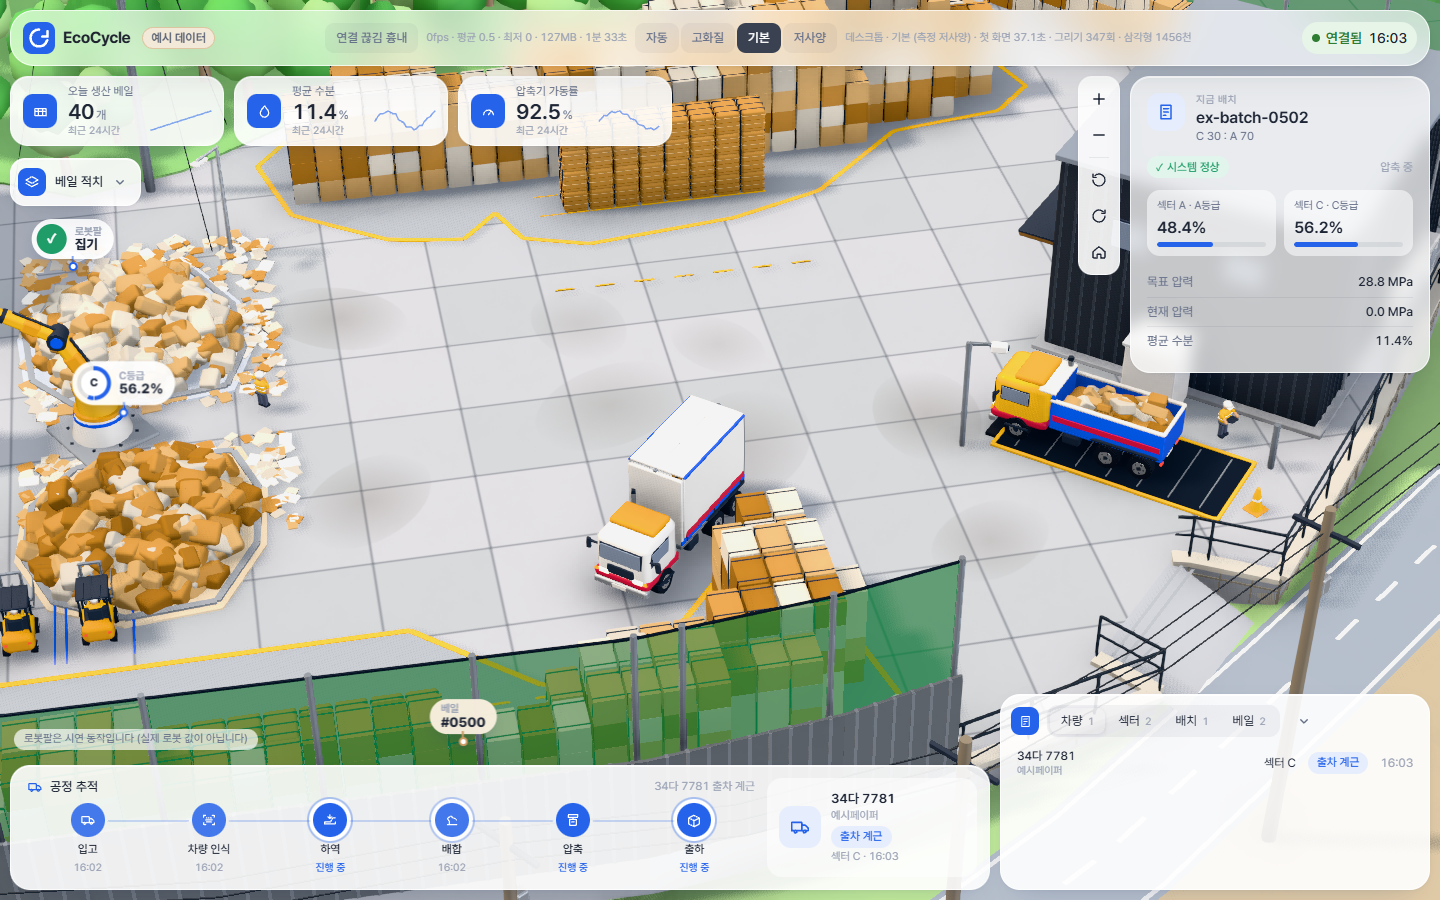 EcoCycle
예시 데이터
연결 끊김 흉내
0fps · 평균 0.5 · 최저 0 · 127MB · 1분 33초
자동
고화질
기본
저사양
데스크톱 · 기본 (측정 저사양) · 첫 화면 37.1초 · 그리기 347회 · 삼각형 1456천
연결됨 16:03
오늘 생산 베일
40개
최근 24시간
평균 수분
11.4%
최근 24시간
압축기 가동률
92.5%
최근 24시간
베일 적치
로봇팔
집기
C
C등급
56.2%
지금 배치
ex-batch-0502
C 30 : A 70
✓ 시스템 정상
압축 중
섹터 A · A등급
48.4%
섹터 C · C등급
56.2%
목표 압력 28.8 MPa
현재 압력 0.0 MPa
평균 수분 11.4%
베일
#0500
로봇팔은 시연 동작입니다 (실제 로봇 값이 아닙니다)
공정 추적
34다 7781 출차 계근
입고
16:02
차량 인식
16:02
하역
진행 중
배합
16:02
압축
진행 중
출하
진행 중
34다 7781
예시페이퍼
출차 계근
섹터 C · 16:03
차량 1
섹터 2
배치 1
베일 2
34다 7781
예시페이퍼
섹터 C
출차 계근
16:03